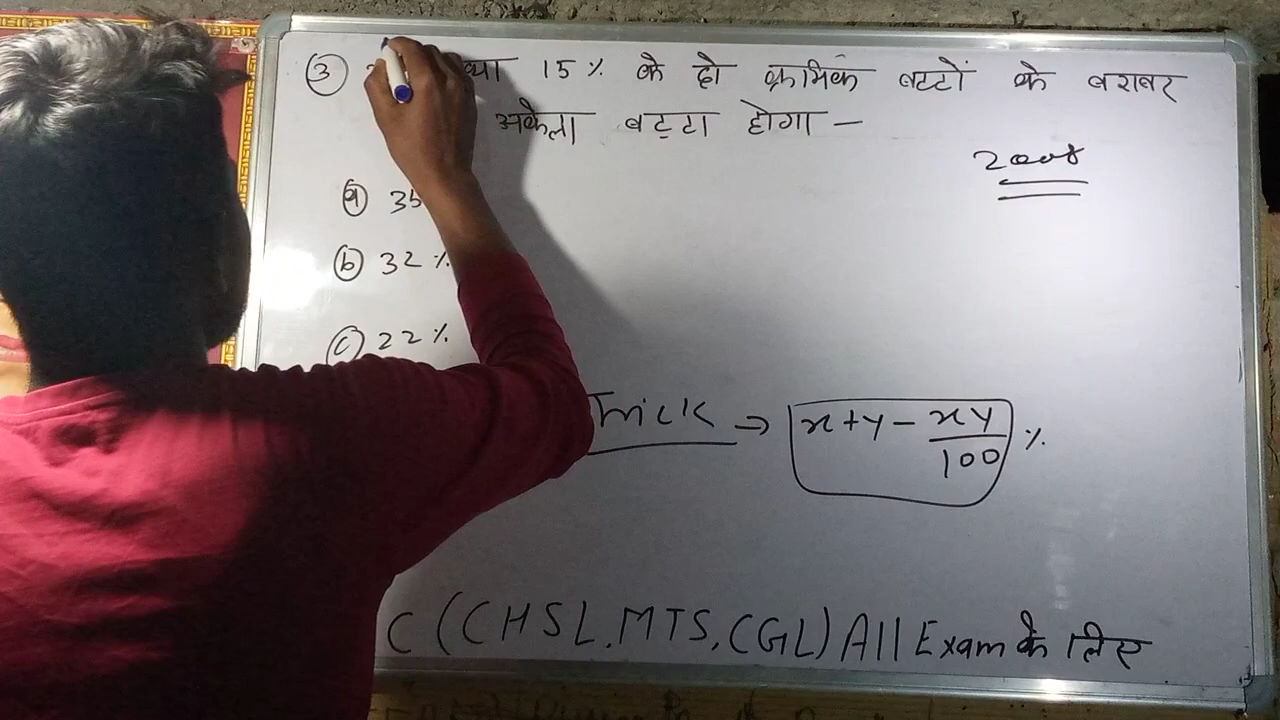 ③ 15 % के दो क्रमिक बट्टों के बराबर
अकेला बट्टा होगा –
2008
ⓐ 35
ⓑ 32 %
ⓒ 22 %
Trick → x+y - xy/100 %
C (CHSL, MTS, CGL) All Exam के लिए